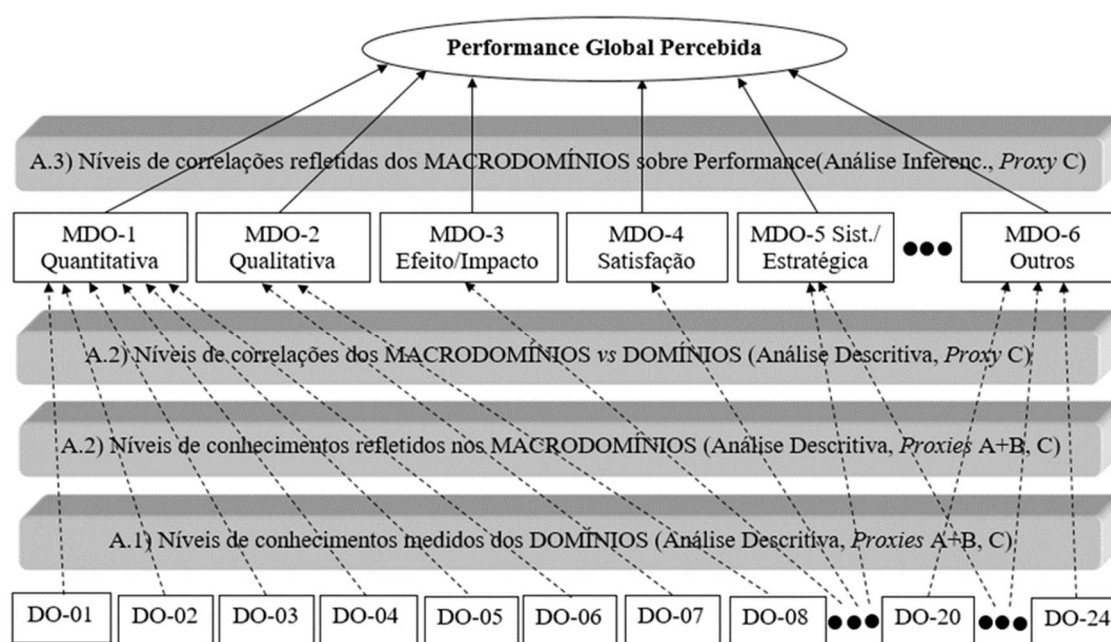 Performance Global Percebida
A.3) Níveis de correlações refletidas dos MACRODOMÍNIOS sobre Performance(Análise Inferenc., Proxy C)
MDO-1
Quantitativa
MDO-2
Qualitativa
MDO-3
Efeito/Impacto
MDO-4
Satisfação
MDO-5 Sist./
Estratégica
MDO-6
Outros
A.2) Níveis de correlações dos MACRODOMÍNIOS vs DOMÍNIOS (Análise Descritiva, Proxy C)
A.2) Níveis de conhecimentos refletidos nos MACRODOMÍNIOS (Análise Descritiva, Proxies A+B, C)
A.1) Níveis de conhecimentos medidos dos DOMÍNIOS (Análise Descritiva, Proxies A+B, C)
DO-01
DO-02
DO-03
DO-04
DO-05
DO-06
DO-07
DO-08
DO-20
DO-24